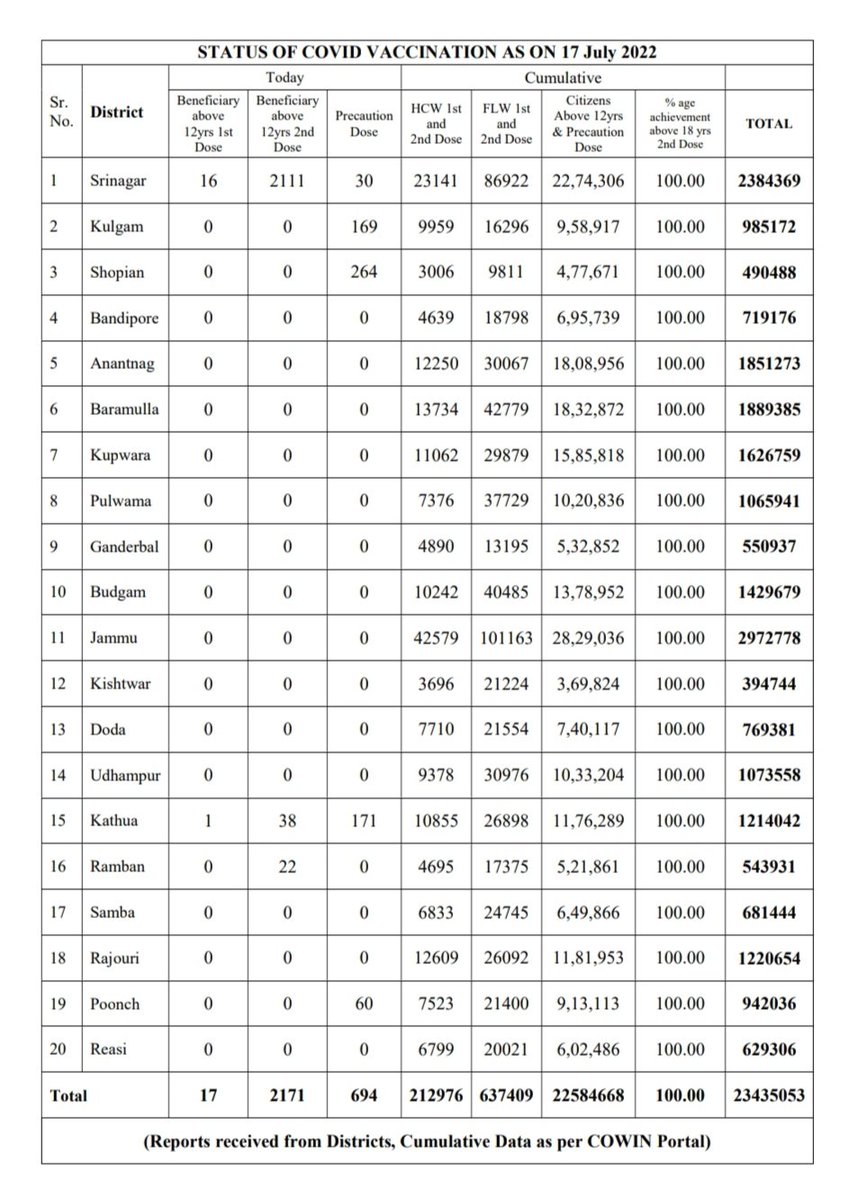 STATUS OF COVID VACCINATION AS ON 17 July 2022
Today Cumulative
Sr. No. District Beneficiary above 12yrs 1st Dose Beneficiary above 12yrs 2nd Dose Precaution Dose HCW 1st and 2nd Dose FLW 1st and 2nd Dose Citizens Above 12yrs & Precaution Dose % age achievement above 18 yrs 2nd Dose TOTAL
1 Srinagar 16 2111 30 23141 86922 22,74,306 100.00 2384369
2 Kulgam 0 0 169 9959 16296 9,58,917 100.00 985172
3 Shopian 0 0 264 3006 9811 4,77,671 100.00 490488
4 Bandipore 0 0 0 4639 18798 6,95,739 100.00 719176
5 Anantnag 0 0 0 12250 30067 18,08,956 100.00 1851273
6 Baramulla 0 0 0 13734 42779 18,32,872 100.00 1889385
7 Kupwara 0 0 0 11062 29879 15,85,818 100.00 1626759
8 Pulwama 0 0 0 7376 37729 10,20,836 100.00 1065941
9 Ganderbal 0 0 0 4890 13195 5,32,852 100.00 550937
10 Budgam 0 0 0 10242 40485 13,78,952 100.00 1429679
11 Jammu 0 0 0 42579 101163 28,29,036 100.00 2972778
12 Kishtwar 0 0 0 3696 21224 3,69,824 100.00 394744
13 Doda 0 0 0 7710 21554 7,40,117 100.00 769381
14 Udhampur 0 0 0 9378 30976 10,33,204 100.00 1073558
15 Kathua 1 38 171 10855 26898 11,76,289 100.00 1214042
16 Ramban 0 22 0 4695 17375 5,21,861 100.00 543931
17 Samba 0 0 0 6833 24745 6,49,866 100.00 681444
18 Rajouri 0 0 0 12609 26092 11,81,953 100.00 1220654
19 Poonch 0 0 60 7523 21400 9,13,113 100.00 942036
20 Reasi 0 0 0 6799 20021 6,02,486 100.00 629306
Total 17 2171 694 212976 637409 22584668 100.00 23435053
(Reports received from Districts, Cumulative Data as per COWIN Portal)